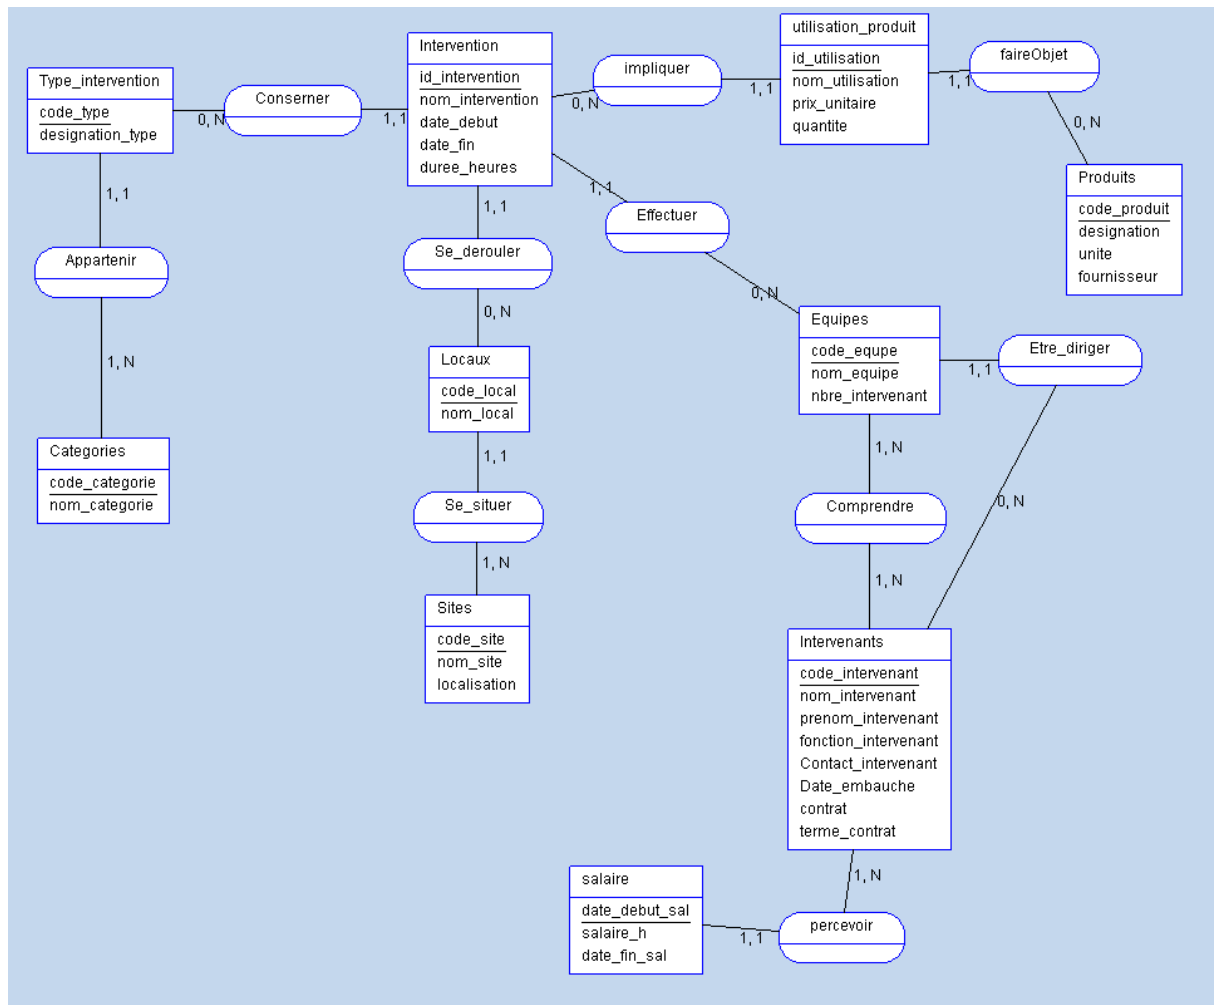 Type_intervention
code_type
designation_type
0, N
Conserner
1, 1
Intervention
id_intervention
nom_intervention
date_debut
date_fin
duree_heures
0, N
impliquer
1, 1
utilisation_produit
id_utilisation
nom_utilisation
prix_unitaire
quantite
1, 1
faireObjet
0, N
Produits
code_produit
designation
unite
fournisseur
1, 1
Appartenir
1, N
Categories
code_categorie
nom_categorie
1, 1
Se_derouler
0, N
Locaux
code_local
nom_local
1, 1
Se_situer
1, N
Sites
code_site
nom_site
localisation
1, 1
Effectuer
0, N
Equipes
code_equpe
nom_equipe
nbre_intervenant
1, 1
Etre_diriger
0, N
1, N
Comprendre
1, N
Intervenants
code_intervenant
nom_intervenant
prenom_intervenant
fonction_intervenant
Contact_intervenant
Date_embauche
contrat
terme_contrat
1, N
percevoir
1, 1
salaire
date_debut_sal
salaire_h
date_fin_sal